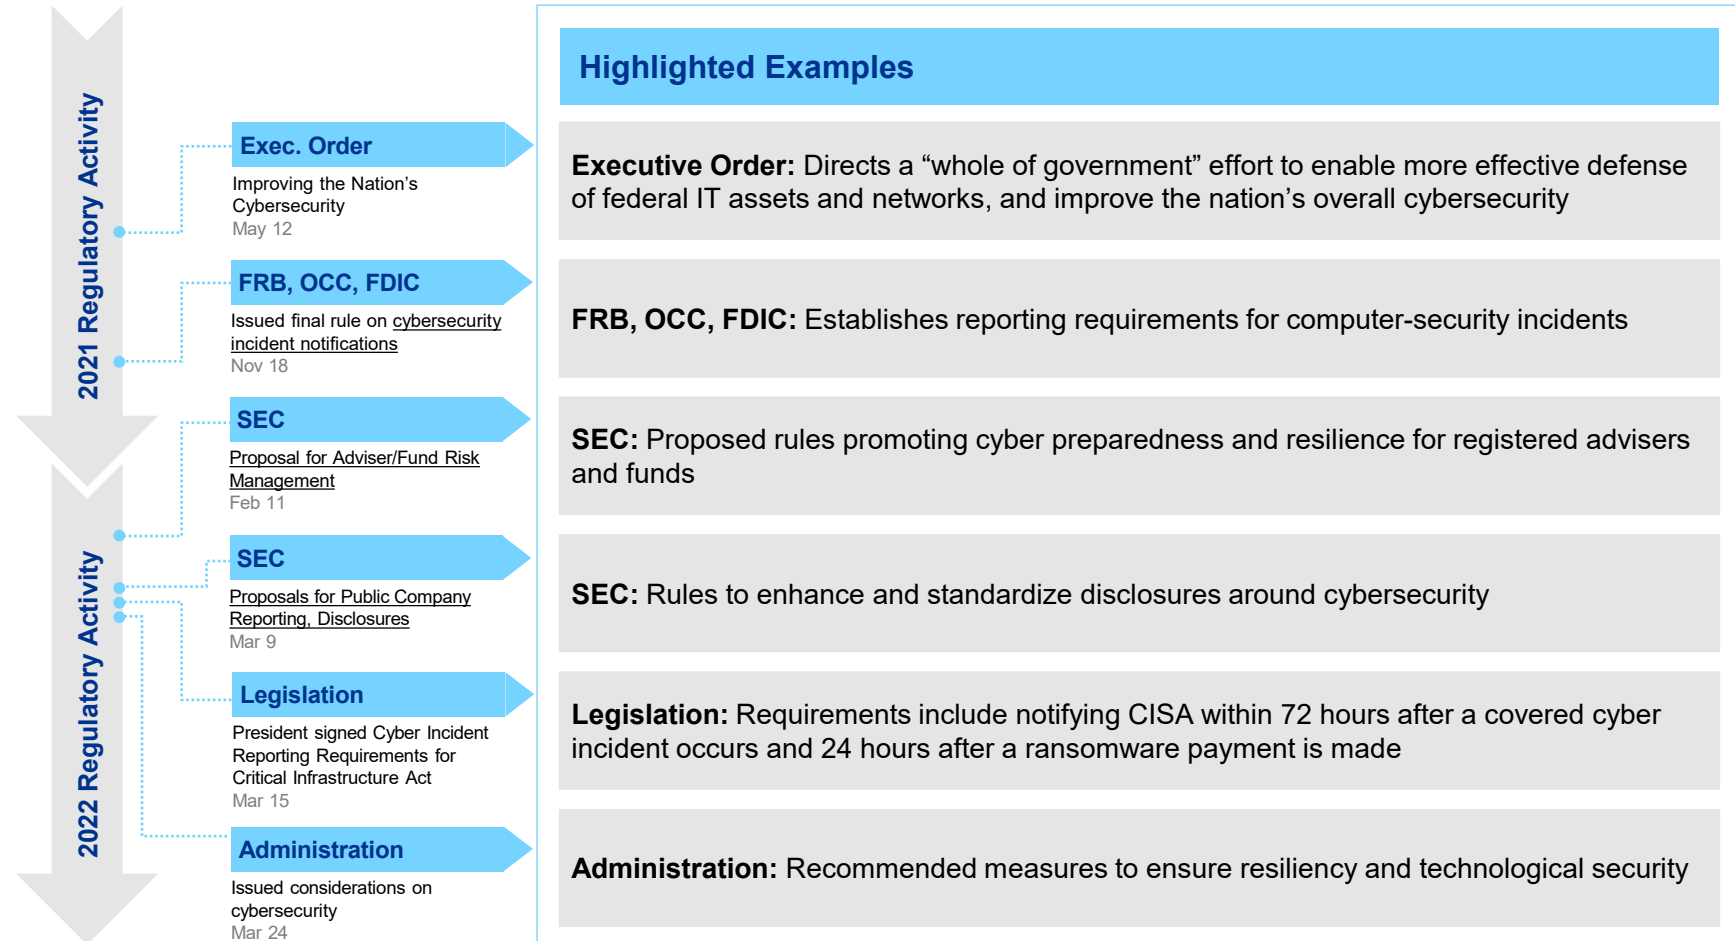 Highlighted Examples
2021 Regulatory Activity
Exec. Order
Improving the Nation’s
Cybersecurity
May 12
Executive Order: Directs a “whole of government” effort to enable more effective defense
of federal IT assets and networks, and improve the nation’s overall cybersecurity
FRB, OCC, FDIC
Issued final rule on cybersecurity
incident notifications
Nov 18
FRB, OCC, FDIC: Establishes reporting requirements for computer-security incidents
2022 Regulatory Activity
SEC
Proposal for Adviser/Fund Risk
Management
Feb 11
SEC: Proposed rules promoting cyber preparedness and resilience for registered advisers
and funds
SEC
Proposals for Public Company
Reporting, Disclosures
Mar 9
SEC: Rules to enhance and standardize disclosures around cybersecurity
Legislation
President signed Cyber Incident
Reporting Requirements for
Critical Infrastructure Act
Mar 15
Legislation: Requirements include notifying CISA within 72 hours after a covered cyber
incident occurs and 24 hours after a ransomware payment is made
Administration
Issued considerations on
cybersecurity
Mar 24
Administration: Recommended measures to ensure resiliency and technological security